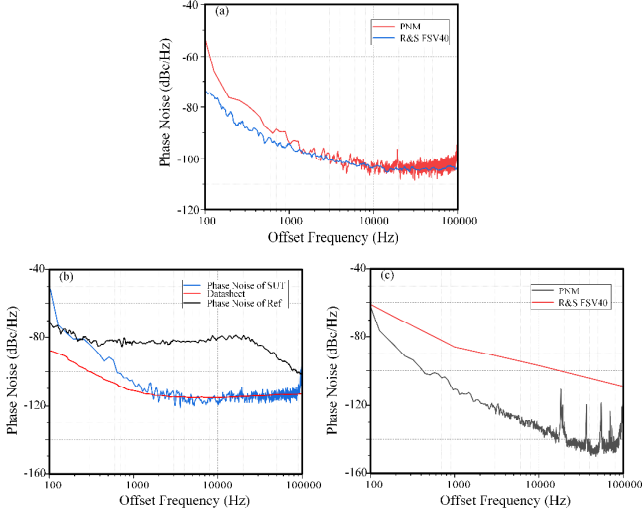 (a)
PNM
R&S FSV40
Phase Noise (dBc/Hz)
-40
-60
-80
-100
-120
100
1000
10000
100000
Offset Frequency (Hz)
(b)
Phase Noise of SUT
Datasheet
Phase Noise of Ref
Phase Noise (dBc/Hz)
-40
-80
-120
-160
100
1000
10000
100000
Offset Frequency (Hz)
(c)
PNM
R&S FSV40
Phase Noise (dBc/Hz)
-40
-60
-80
-100
-120
-160
100
1000
10000
100000
Offset Frequency (Hz)